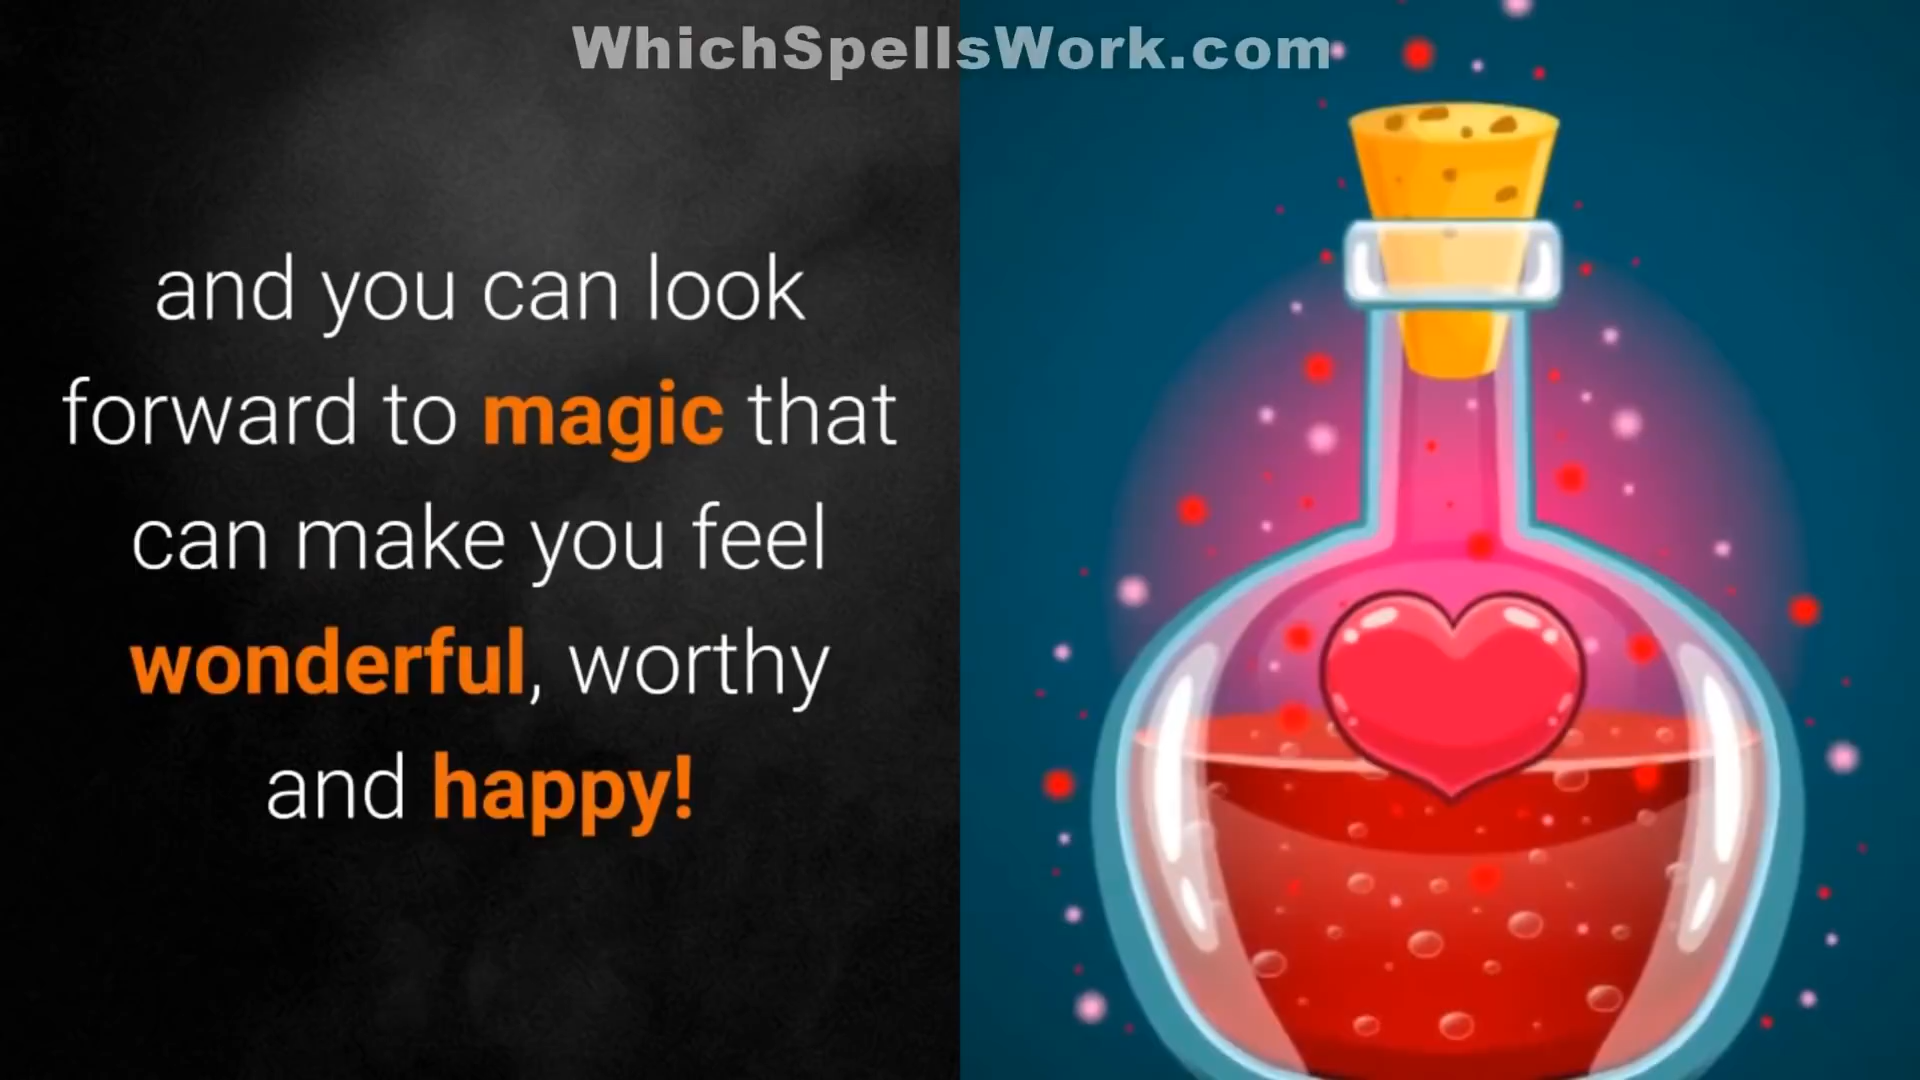 WhichSpellsWork.com
and you can look
forward to magic that
can make you feel
wonderful, worthy
and happy!